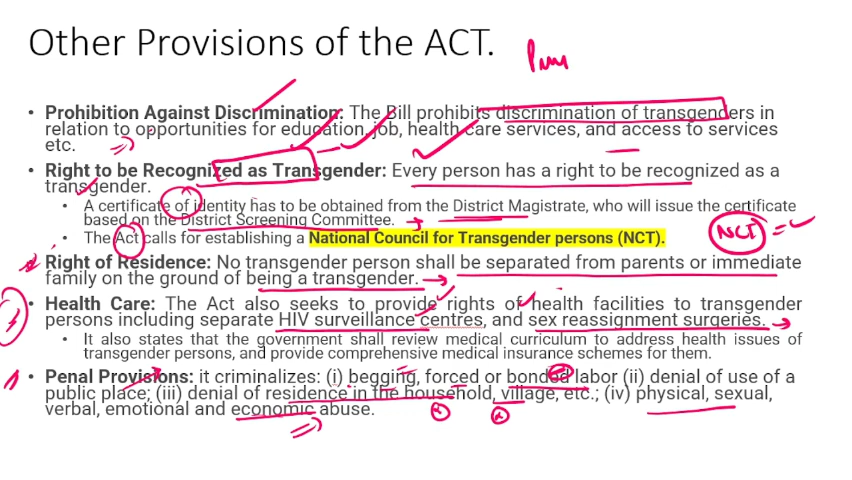 Other Provisions of the ACT.
• Prohibition Against Discrimination: The Bill prohibits discrimination of transgenders in
relation to opportunities for education, job, health care services, and access to services
etc.
• Right to be Recognized as Transgender: Every person has a right to be recognized as a
transgender.
• A certificate of identity has to be obtained from the District Magistrate, who will issue the certificate
based on the District Screening Committee.
• The Act calls for establishing a National Council for Transgender persons (NCT).
NCT
• Right of Residence: No transgender person shall be separated from parents or immediate
family on the ground of being a transgender.
• Health Care: The Act also seeks to provide rights of health facilities to transgender
persons including separate HIV surveillance centres, and sex reassignment surgeries.
• It also states that the government shall review medical curriculum to address health issues of
transgender persons, and provide comprehensive medical insurance schemes for them.
• Penal Provisions: it criminalizes: (i) begging, forced or bonded labor (ii) denial of use of a
public place; (iii) denial of residence in the household, village, etc.; (iv) physical, sexual,
verbal, emotional and economic abuse.